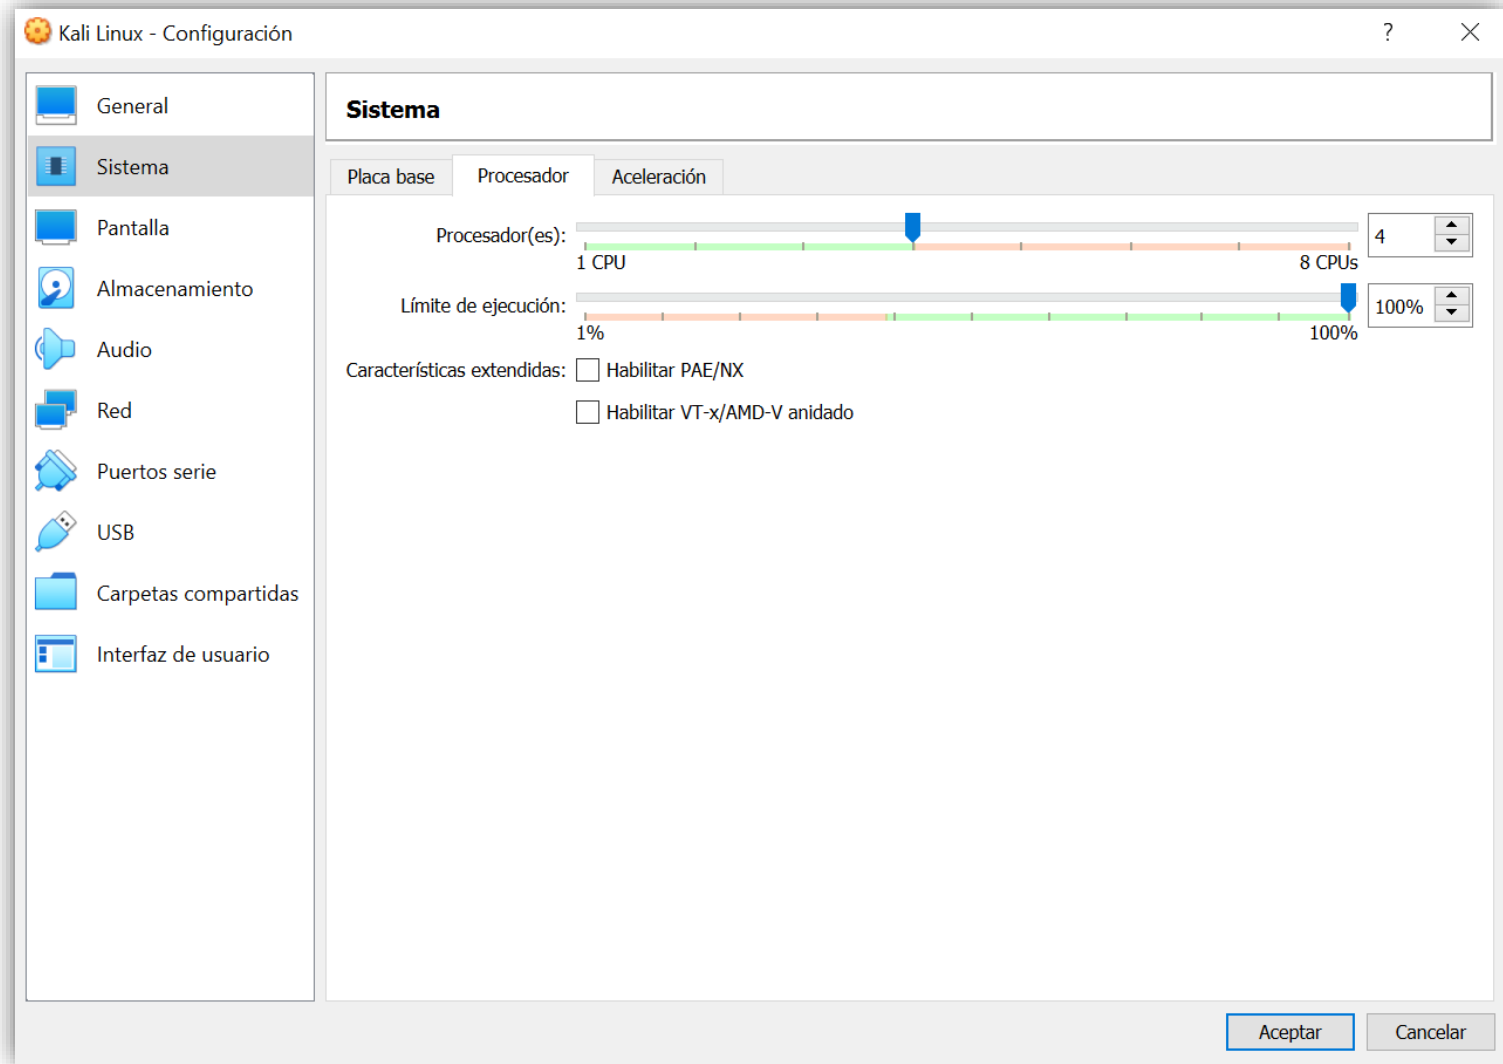 Kali Linux - Configuración
?
General
Sistema
Pantalla
Almacenamiento
Audio
Red
Puertos serie
USB
Carpetas compartidas
Interfaz de usuario
Sistema
Placa base Procesador Aceleración
Procesador(es): 4
1 CPU 8 CPUs
Límite de ejecución: 100%
1% 100%
Características extendidas: Habilitar PAE/NX
Habilitar VT-x/AMD-V anidado
Aceptar Cancelar